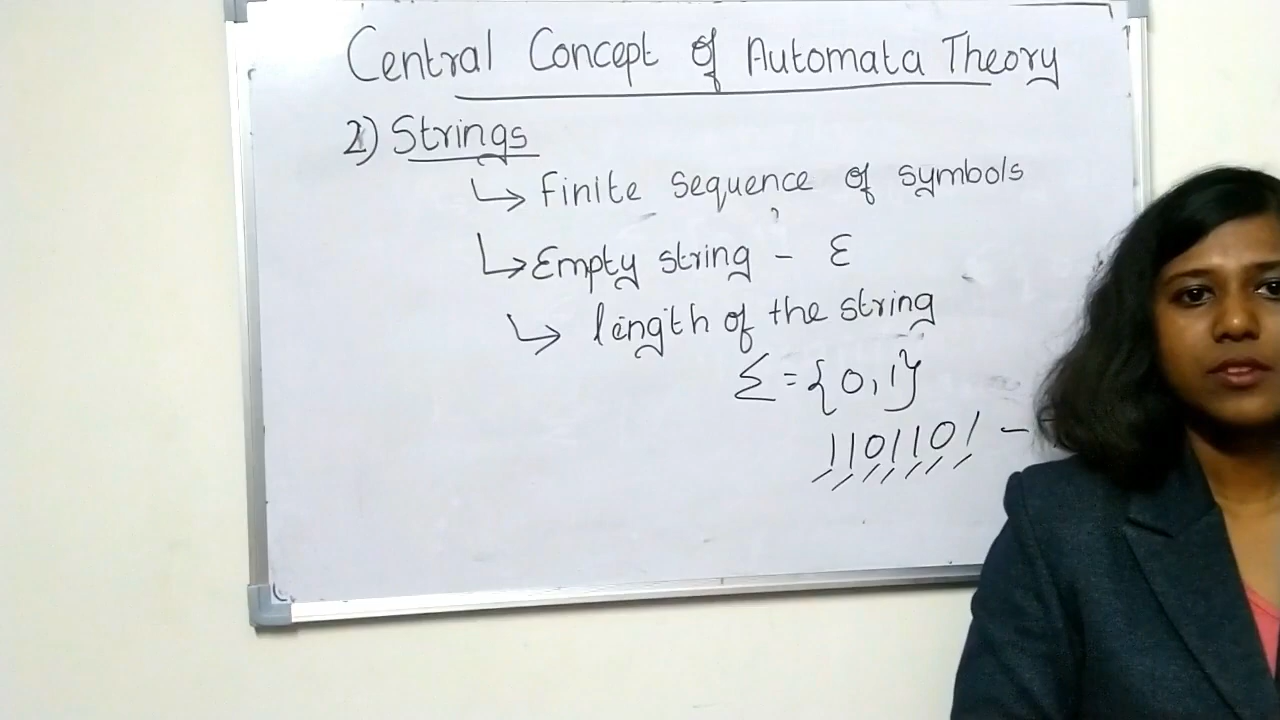 Central Concept of Automata Theory
2) Strings
↳ Finite sequence of symbols
↳ Empty string - ε
↳ length of the string
Σ = {0,1}
1101101 -